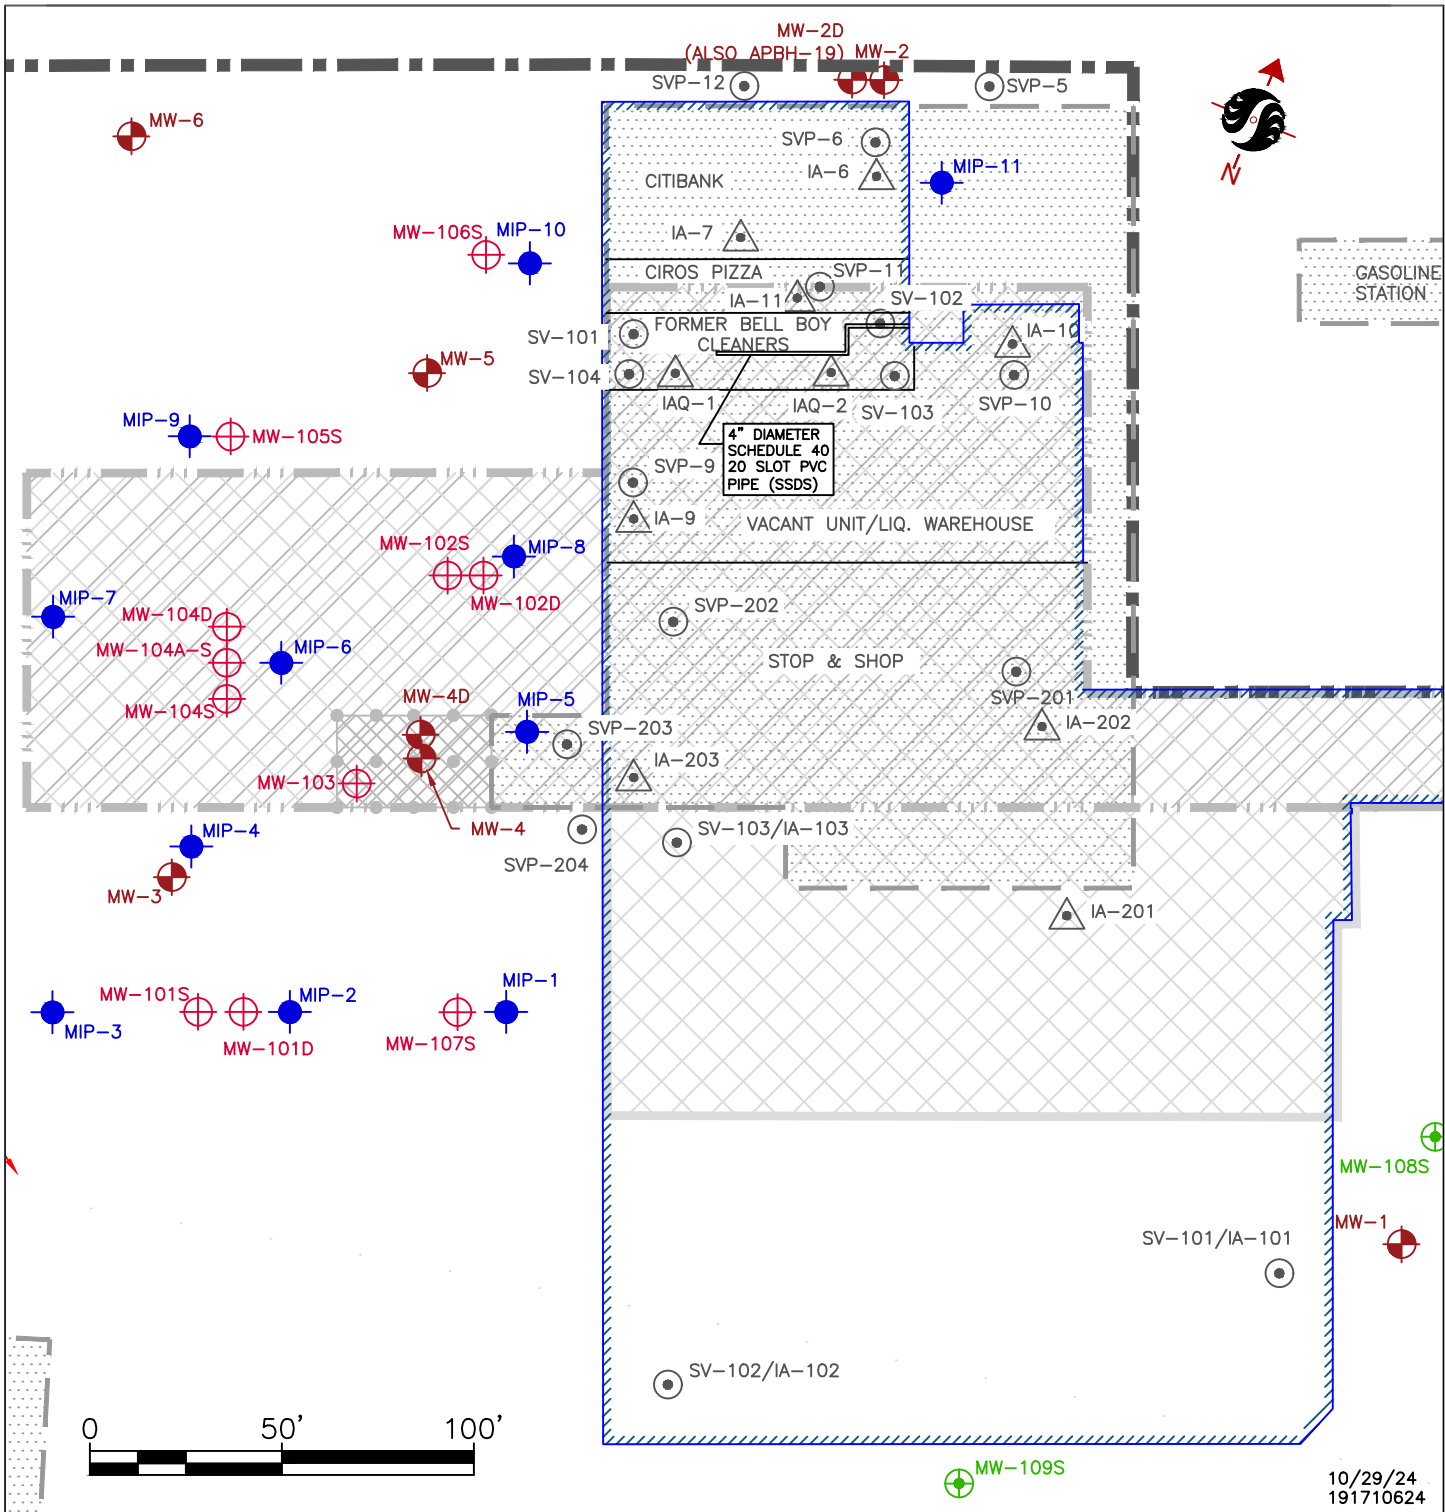 MW-2D
(ALSO APBH-19) MW-2
SVP-12
SVP-5
MW-6
SVP-6
IA-6
MIP-11
CITIBANK
N
MW-106S
MIP-10
IA-7
CIROS PIZZA
SVP-11
GASOLINE
STATION
IA-11
SV-102
SV-101
FORMER BELL BOY
CLEANERS
IA-10
MW-5
SV-104
IAQ-1
IAQ-2
SV-103
SVP-10
MIP-9
MW-105S
4" DIAMETER
SCHEDULE 40
20 SLOT PVC
PIPE (SSDS)
SVP-9
IA-9
VACANT UNIT/LIQ. WAREHOUSE
MW-102S
MIP-8
MW-102D
MIP-7
MW-104D
SVP-202
MW-104A-S
MIP-6
STOP & SHOP
MW-104S
MW-4D
MIP-5
SVP-201
SVP-203
IA-202
IA-203
MW-103
MW-4
MIP-4
SV-103/IA-103
SVP-204
MW-3
IA-201
MW-101S
MIP-2
MIP-1
MIP-3
MW-101D
MW-107S
MW-108S
MW-1
SV-101/IA-101
SV-102/IA-102
0 50' 100'
MW-109S
10/29/24
191710624